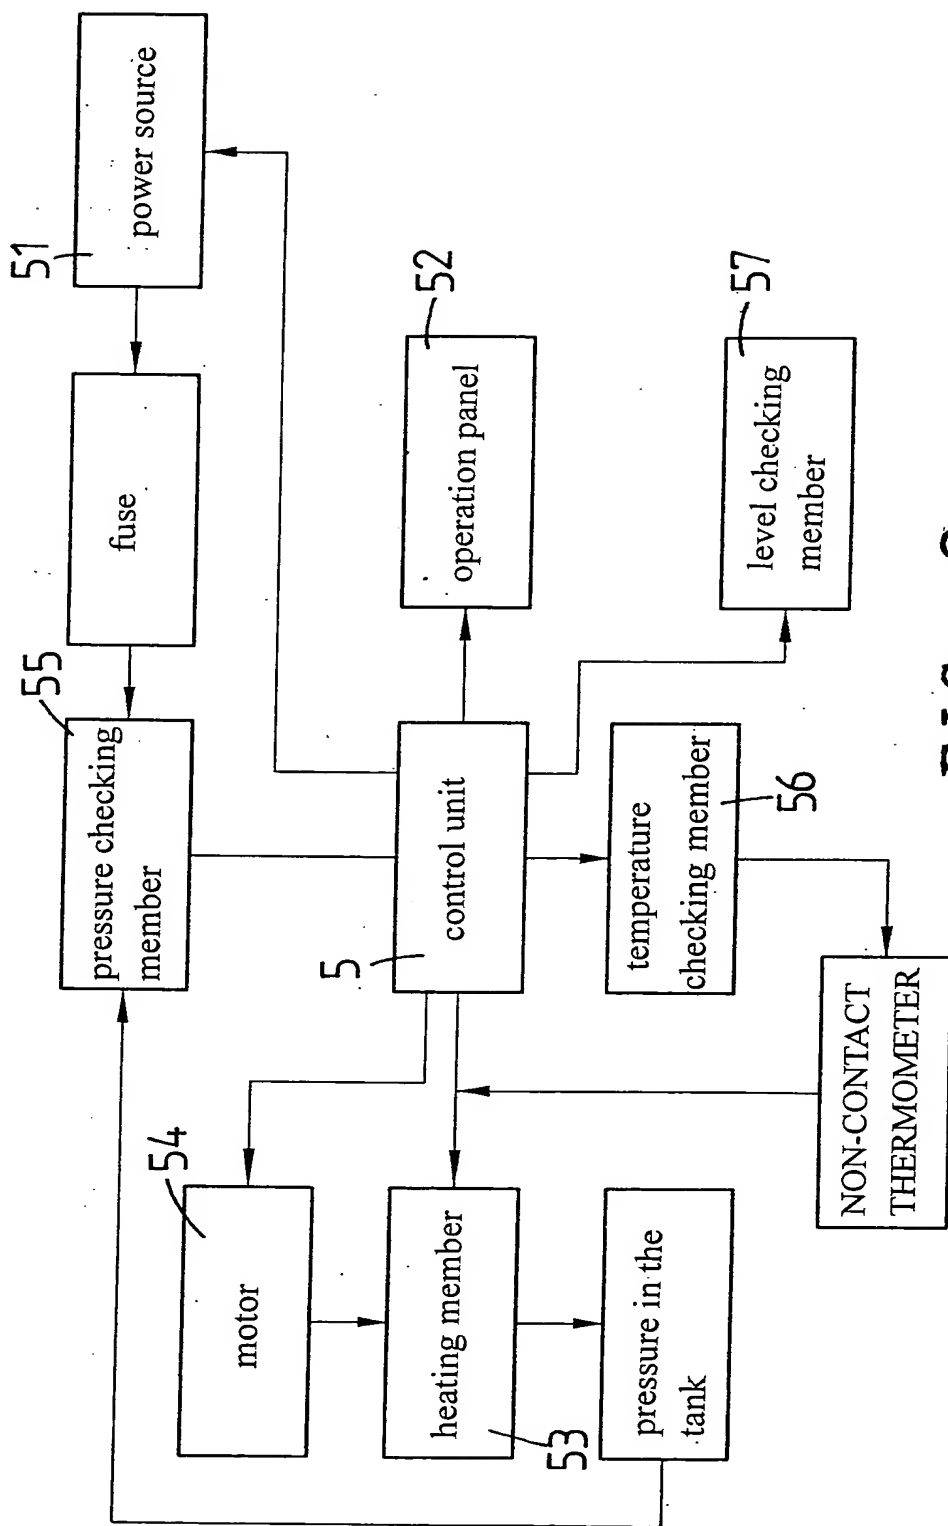 51
power source
fuse
55
pressure checking
member
52
operation panel
5
control unit
57
level checking
member
temperature
checking member
56
54
motor
heating member
53
pressure in the
tank
NON-CONTACT
THERMOMETER